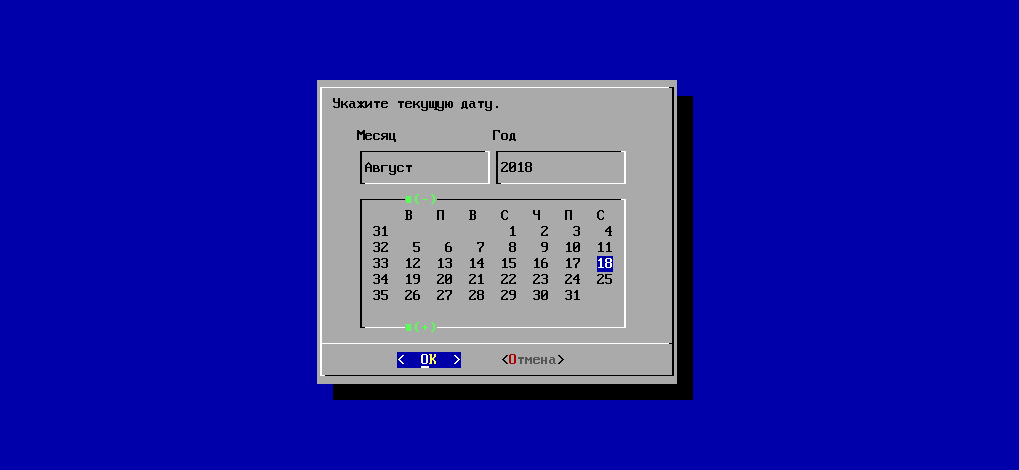 Укажите текущую дату.
Месяц Год
Август 2018
(-)
В П В С Ч П С
31 1 2 3 4
32 5 6 7 8 9 10 11
33 12 13 14 15 16 17 18
34 19 20 21 22 23 24 25
35 26 27 28 29 30 31
(+)
< OK > <Отмена>